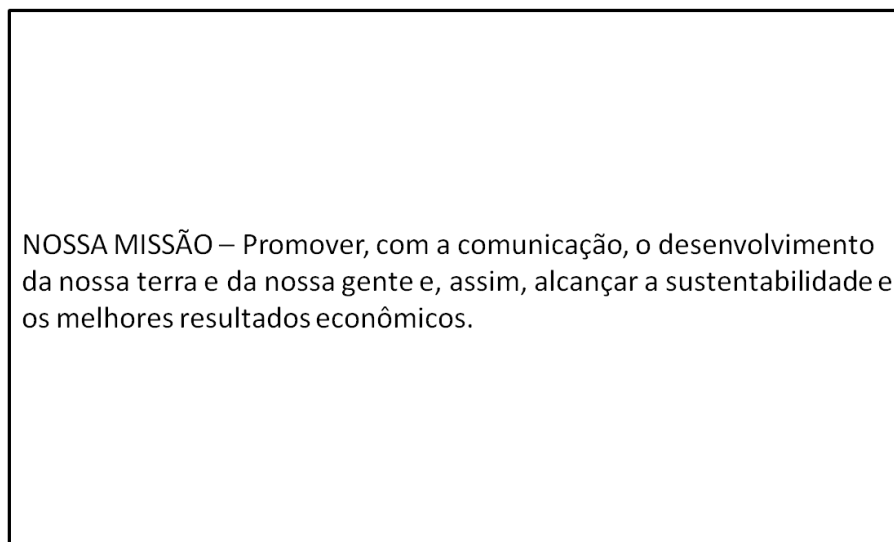 NOSSA MISSÃO – Promover, com a comunicação, o desenvolvimento
da nossa terra e da nossa gente e, assim, alcançar a sustentabilidade e
os melhores resultados econômicos.